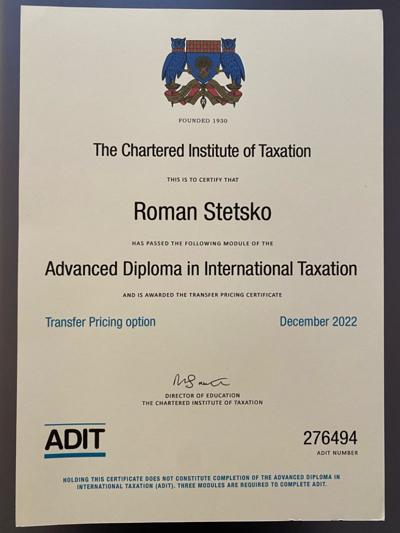 FOUNDED 1930
The Chartered Institute of Taxation
THIS IS TO CERTIFY THAT
Roman Stetsko
HAS PASSED THE FOLLOWING MODULE OF THE
Advanced Diploma in International Taxation
AND IS AWARDED THE TRANSFER PRICING CERTIFICATE
Transfer Pricing option December 2022
DIRECTOR OF EDUCATION
THE CHARTERED INSTITUTE OF TAXATION
ADIT
276494
ADIT NUMBER
HOLDING THIS CERTIFICATE DOES NOT CONSTITUTE COMPLETION OF THE ADVANCED DIPLOMA IN
INTERNATIONAL TAXATION (ADIT). THREE MODULES ARE REQUIRED TO COMPLETE ADIT.